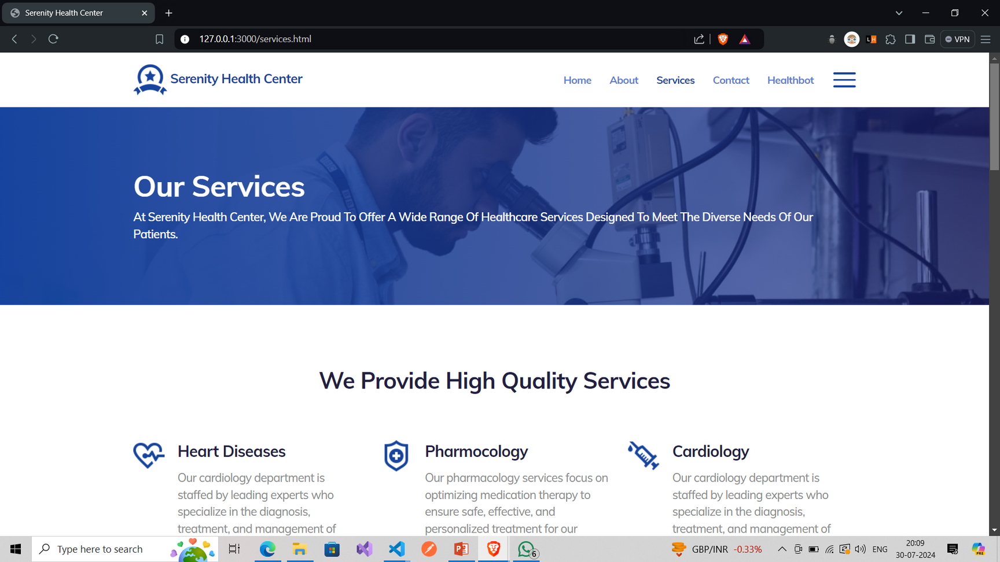 Serenity Health Center
127.0.0.1:3000/services.html
VPN
Serenity Health Center
Home About Services Contact Healthbot
Our Services
At Serenity Health Center, We Are Proud To Offer A Wide Range Of Healthcare Services Designed To Meet The Diverse Needs Of Our
Patients.
We Provide High Quality Services
Heart Diseases
Our cardiology department is
staffed by leading experts who
specialize in the diagnosis,
treatment, and management of
Pharmocology
Our pharmacology services focus on
optimizing medication therapy to
ensure safe, effective, and
personalized treatment for our
Cardiology
Our cardiology department is
staffed by leading experts who
specialize in the diagnosis,
treatment, and management of
Type here to search
6
GBP/INR -0.33%
ENG
20:09
30-07-2024
PRE